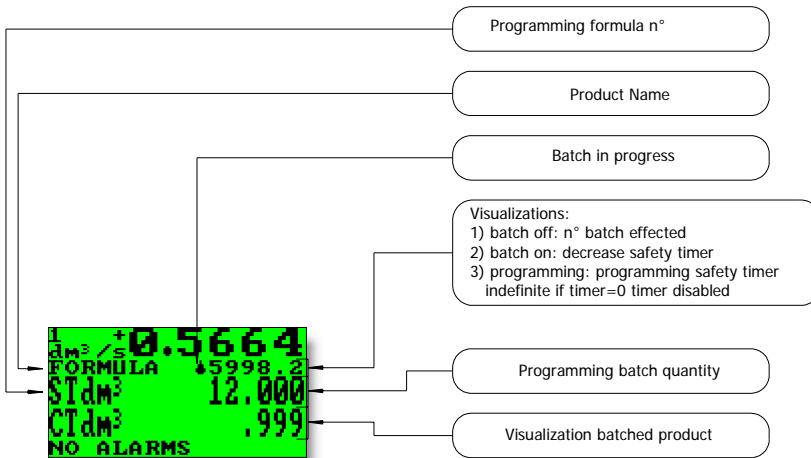 Programming formula n°
Product Name
Batch in progress
Visualizations:
1) batch off: n° batch effected
2) batch on: decrease safety timer
3) programming: programming safety timer
indefinite if timer=0 timer disabled
Programming batch quantity
Visualization batched product
1 +0.5664
dm³/s
FORMULA 5998.2
STdm³ 12.000
CTdm³ .999
NO ALARMS